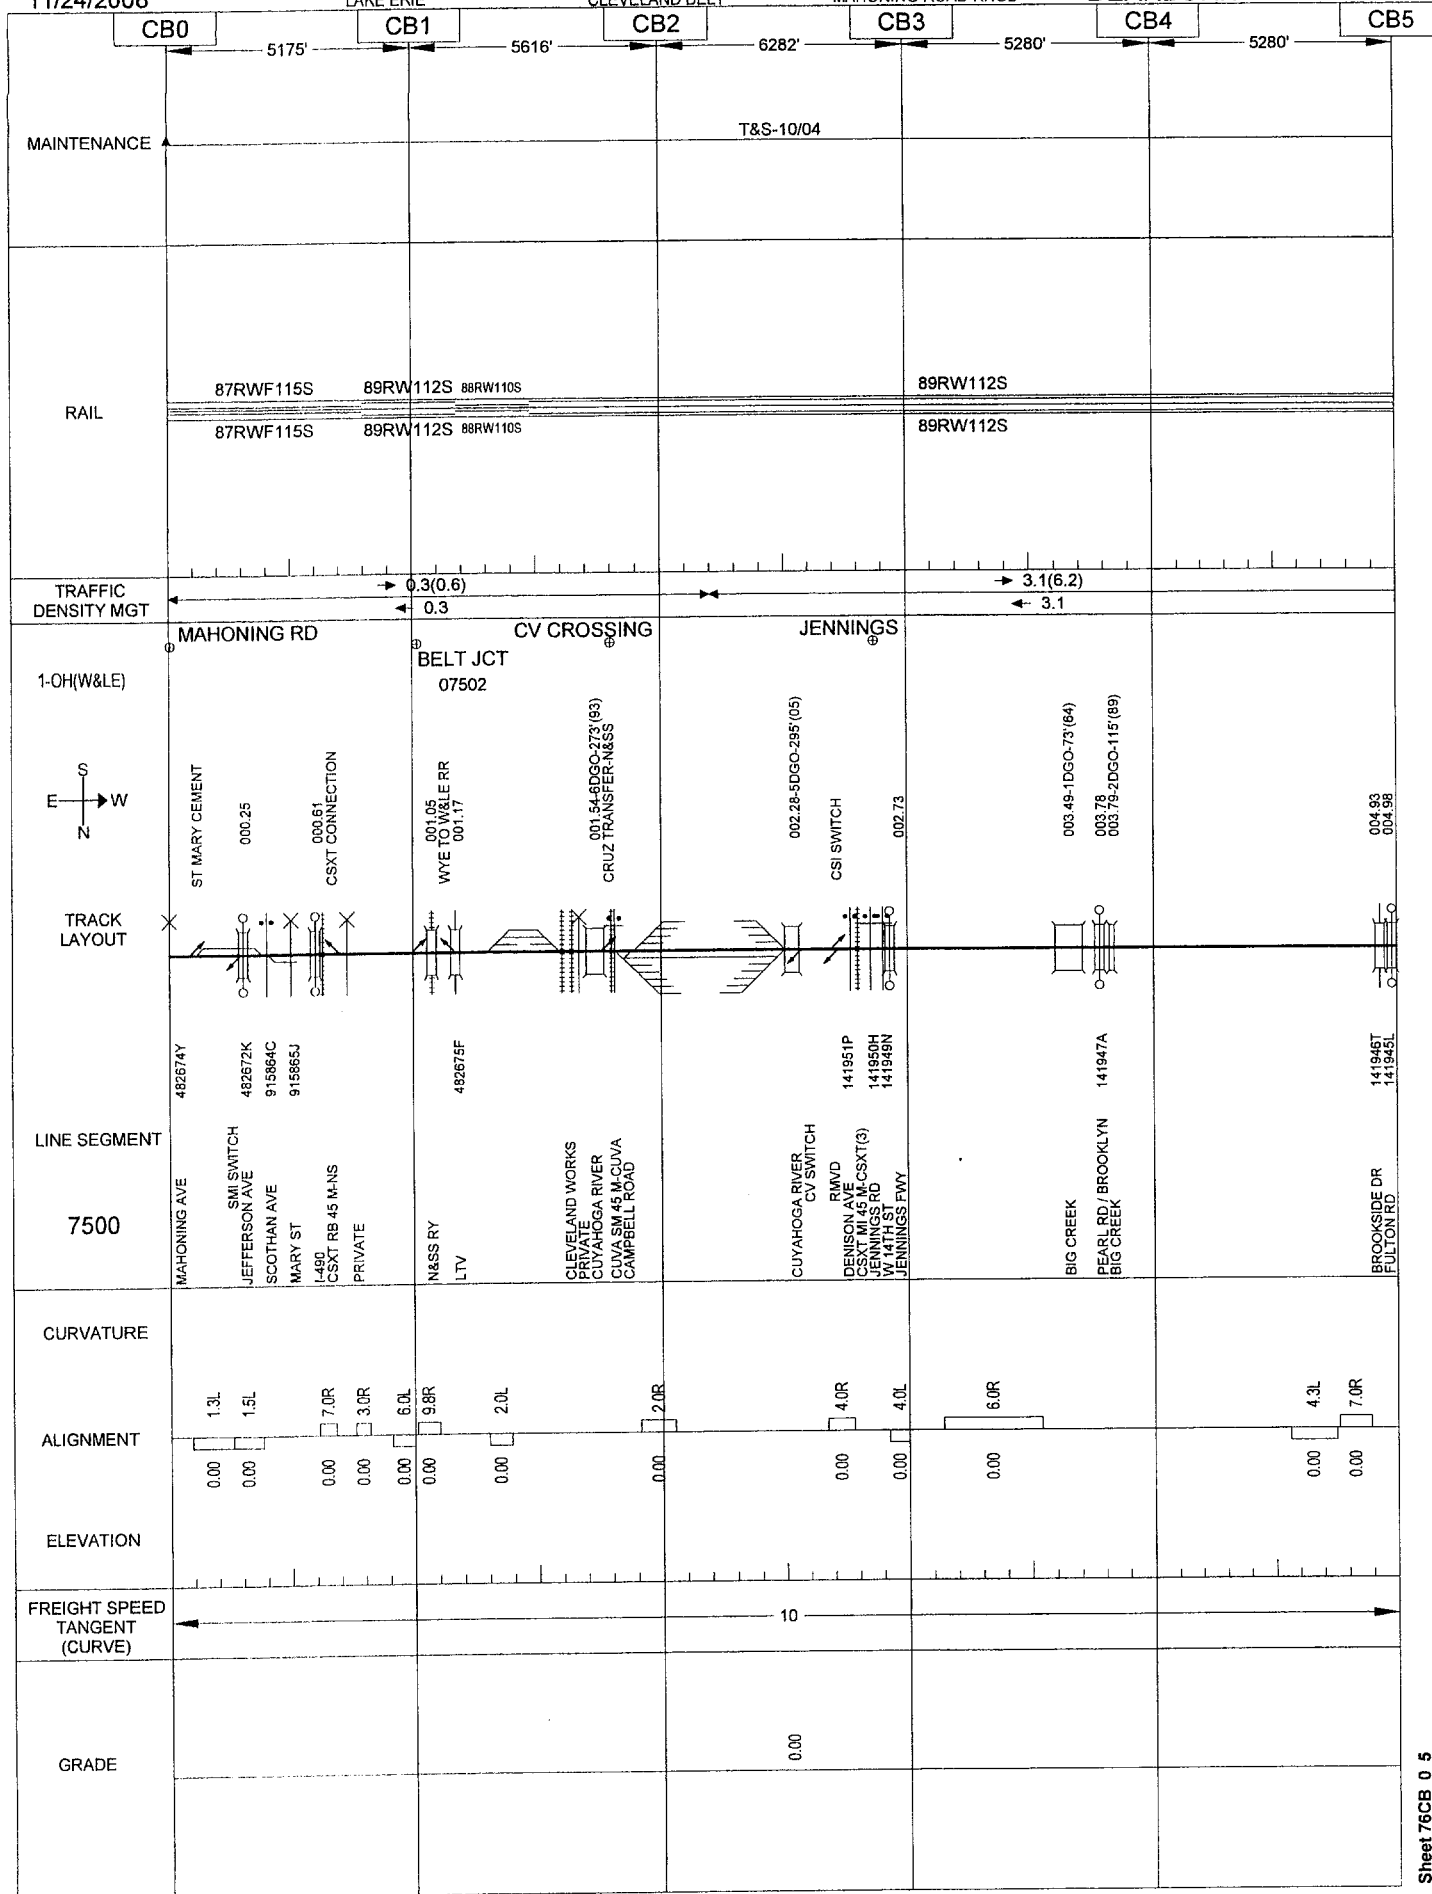 11/24/2008
LAKE ERIE
CLEVELAND BELT
CB0
CB1
CB2
CB3
CB4
CB5
5175'
5616'
6282'
5280'
5280'
MAINTENANCE
T&S-10/04
RAIL
87RWF115S
89RW112S
88RW110S
89RW112S
87RWF115S
89RW112S
88RW110S
89RW112S
TRAFFIC
DENSITY MGT
0.3(0.6)
0.3
3.1(6.2)
3.1
MAHONING RD
BELT JCT
07502
CV CROSSING
JENNINGS
1-OH(W&LE)
S
E
W
N
ST MARY CEMENT
000.25
000.61
CSXT CONNECTION
001.05
WYE TO W&LE RR
001.17
001.54-6DGO-273'(93)
CRUZ TRANSFER-N&SS
002.28-5DGO-295'(05)
CSI SWITCH
002.73
003.49-1DGO-73'(64)
003.78
003.79-2DGO-115'(89)
004.93
004.98
TRACK
LAYOUT
482674Y
482672K
915864C
915865J
482675F
141951P
141950H
141949N
141947A
141946T
141945L
LINE SEGMENT
7500
MAHONING AVE
SMI SWITCH
JEFFERSON AVE
SCOTHAN AVE
MARY ST
I-490
CSXT RB 45 M-NS
PRIVATE
N&SS RY
LTV
CLEVELAND WORKS
PRIVATE
CUYAHOGA RIVER
CUVA SM 45 M-CUVA
CAMPBELL ROAD
CUYAHOGA RIVER
CV SWITCH
RMVD
DENISON AVE
CSXT MI 45 M-CSXT(3)
JENNINGS RD
W 14TH ST
JENNINGS FWY
BIG CREEK
PEARL RD / BROOKLYN
BIG CREEK
BROOKSIDE DR
FULTON RD
CURVATURE
1.3L
1.5L
7.0R
3.0R
6.0L
9.8R
2.0L
2.0R
4.0R
4.0L
6.0R
4.3L
7.0R
ALIGNMENT
0.00
0.00
0.00
0.00
0.00
0.00
0.00
0.00
0.00
0.00
0.00
0.00
0.00
ELEVATION
FREIGHT SPEED
TANGENT
(CURVE)
10
GRADE
0.00
Sheet 76CB 0 5